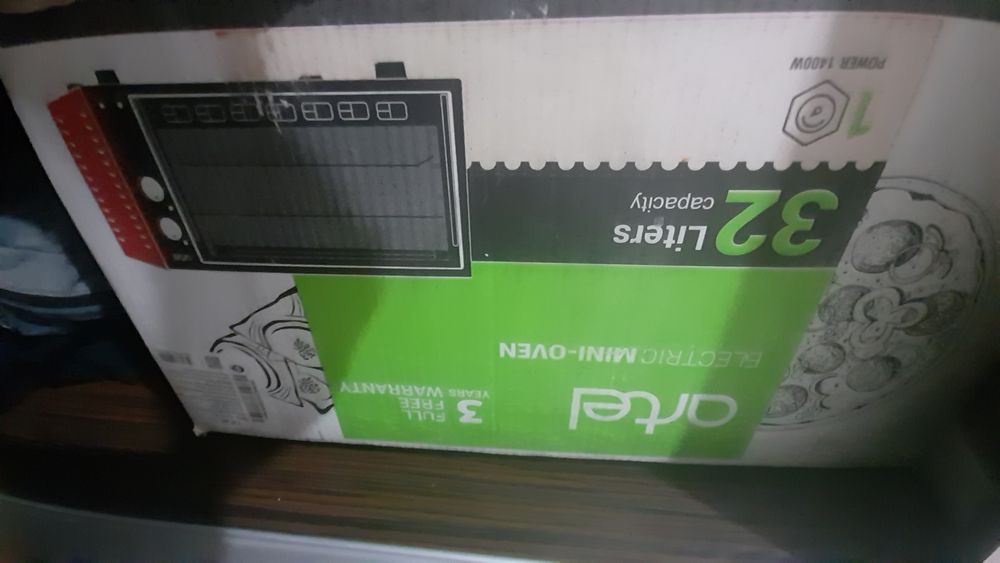 artel
3 YEARS
FULL
FREE
WARRANTY
ELECTRIC MINI-OVEN
32 Liters
capacity
1
POWER 1400W